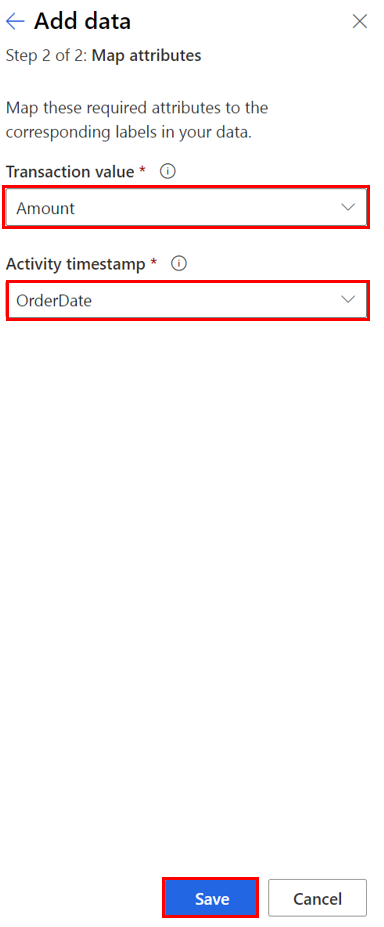 Add data
Step 2 of 2: Map attributes
Map these required attributes to the
corresponding labels in your data.
Transaction value *
Amount
Activity timestamp *
OrderDate
Save Cancel